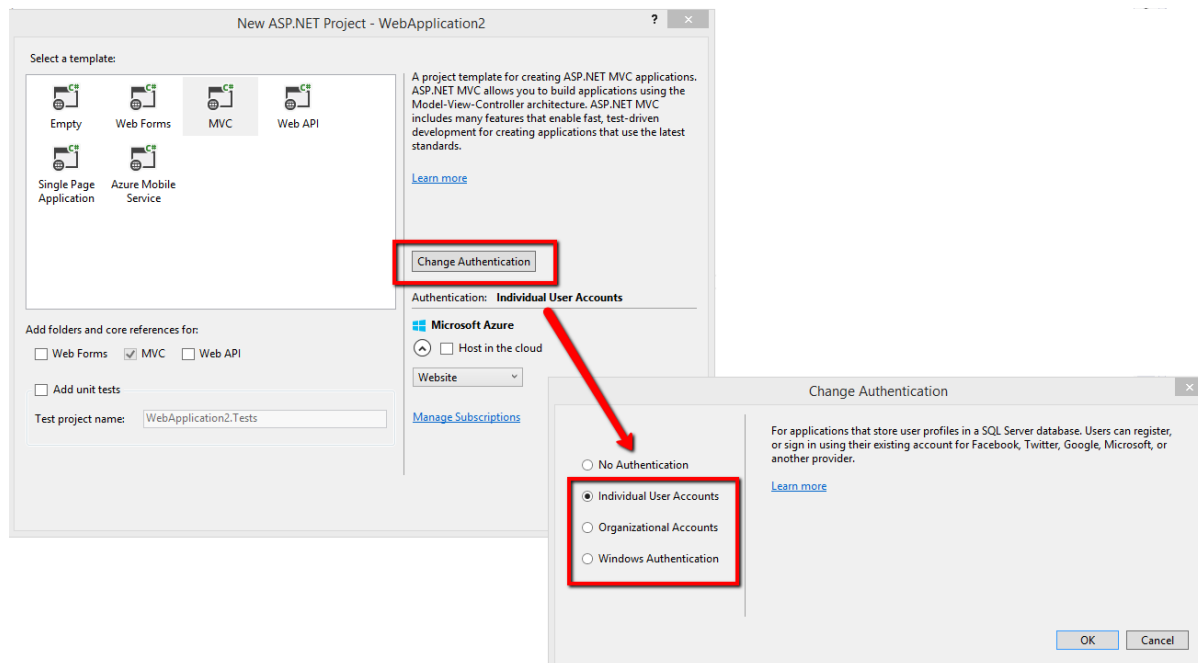 New ASP.NET Project - WebApplication2
?
Select a template:
Empty
Web Forms
MVC
Web API
Single Page
Application
Azure Mobile
Service
A project template for creating ASP.NET MVC applications.
ASP.NET MVC allows you to build applications using the
Model-View-Controller architecture. ASP.NET MVC
includes many features that enable fast, test-driven
development for creating applications that use the latest
standards.
Learn more
Change Authentication
Authentication: Individual User Accounts
Microsoft Azure
Host in the cloud
Website
Manage Subscriptions
Add folders and core references for:
Web Forms
MVC
Web API
Add unit tests
Test project name:
WebApplication2.Tests
Change Authentication
No Authentication
Individual User Accounts
Organizational Accounts
Windows Authentication
For applications that store user profiles in a SQL Server database. Users can register,
or sign in using their existing account for Facebook, Twitter, Google, Microsoft, or
another provider.
Learn more
OK
Cancel